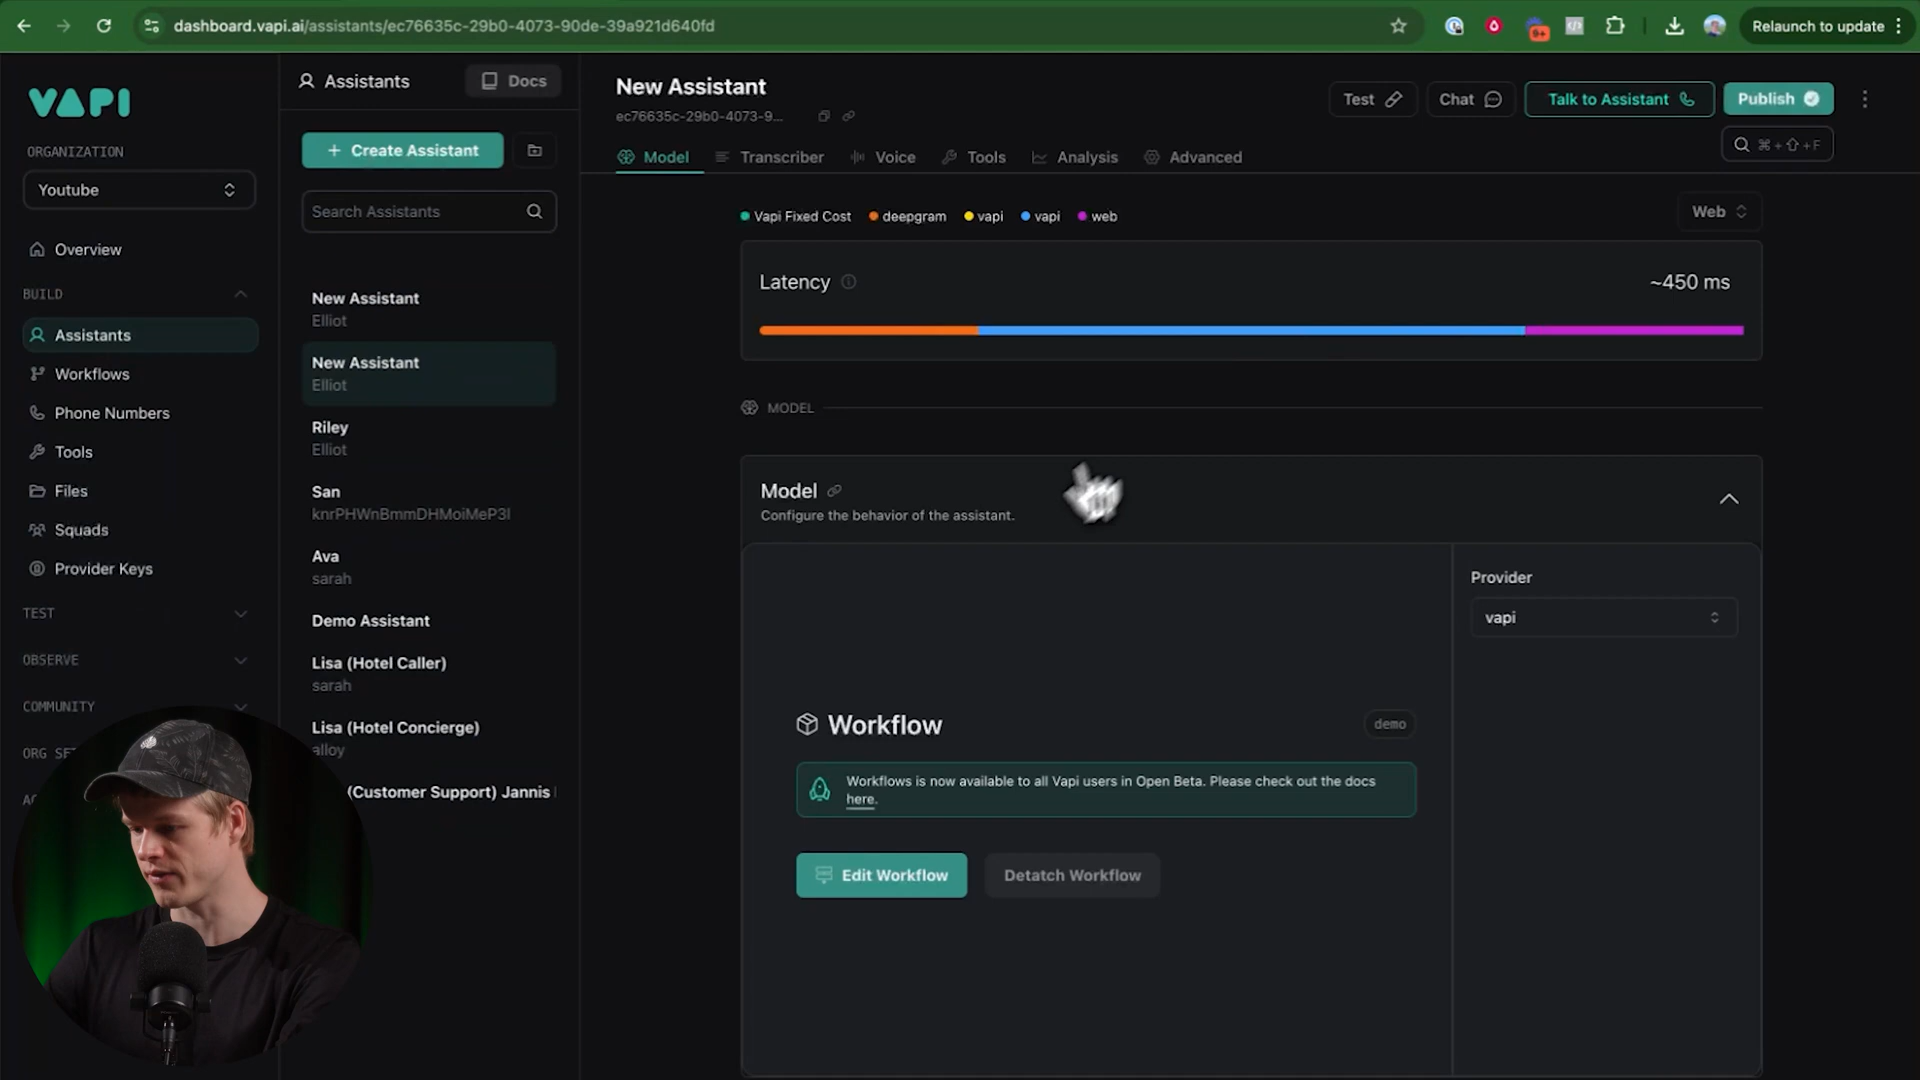 dashboard.vapi.ai/assistants/ec76635c-29b0-4073-90de-39a921d640fd
9+
Relaunch to update
VAPI
ORGANIZATION
Youtube
Overview
BUILD
Assistants
Workflows
Phone Numbers
Tools
Files
Squads
Provider Keys
TEST
OBSERVE
COMMUNITY
ORG SE
Assistants
Docs
+ Create Assistant
Search Assistants
New Assistant
Elliot
New Assistant
Elliot
Riley
Elliot
San
knrPHWnBmmDHMoiMeP3l
Ava
sarah
Demo Assistant
Lisa (Hotel Caller)
sarah
Lisa (Hotel Concierge)
alloy
(Customer Support) Jannis
New Assistant
ec76635c-29b0-4073-9...
Test
Chat
Talk to Assistant
Publish
⌘+⇧+F
Model
Transcriber
Voice
Tools
Analysis
Advanced
Vapi Fixed Cost
deepgram
vapi
vapi
web
Web
Latency
~450 ms
MODEL
Model
Configure the behavior of the assistant.
Provider
vapi
Workflow
demo
Workflows is now available to all Vapi users in Open Beta. Please check out the docs
here.
Edit Workflow
Detatch Workflow